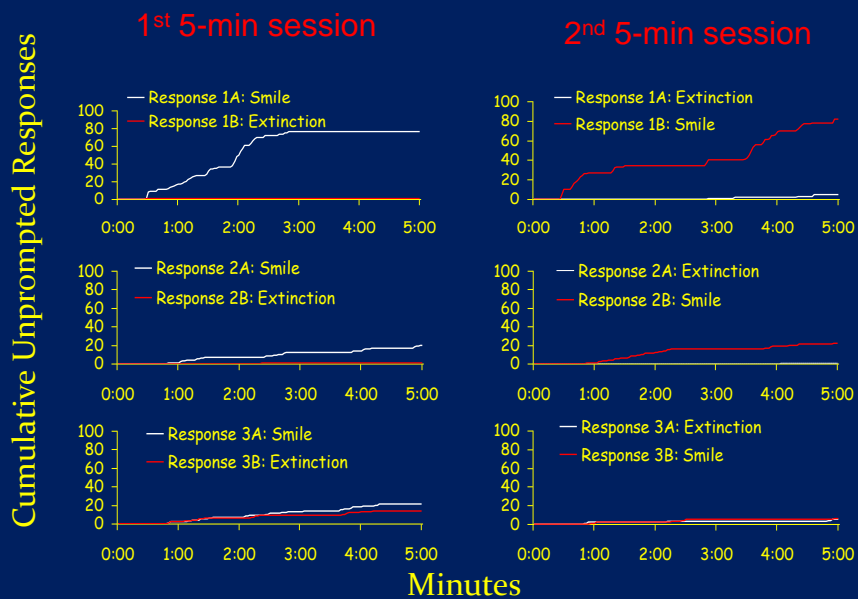 1st 5-min session
2nd 5-min session
Cumulative Unprompted Responses
Response 1A: Smile
Response 1B: Extinction
100
80
60
40
20
0
0:00 1:00 2:00 3:00 4:00 5:00
Response 1A: Extinction
Response 1B: Smile
100
80
60
40
20
0
0:00 1:00 2:00 3:00 4:00 5:00
Response 2A: Smile
Response 2B: Extinction
100
80
60
40
20
0
0:00 1:00 2:00 3:00 4:00 5:00
Response 2A: Extinction
Response 2B: Smile
100
80
60
40
20
0
0:00 1:00 2:00 3:00 4:00 5:00
Response 3A: Smile
Response 3B: Extinction
100
80
60
40
20
0
0:00 1:00 2:00 3:00 4:00 5:00
Response 3A: Extinction
Response 3B: Smile
100
80
60
40
20
0
0:00 1:00 2:00 3:00 4:00 5:00
Minutes